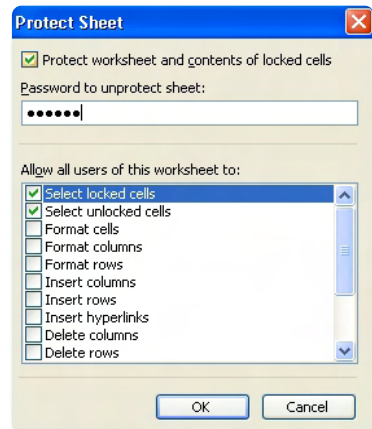 Protect Sheet
Protect worksheet and contents of locked cells
Password to unprotect sheet:
••••••
Allow all users of this worksheet to:
Select locked cells
Select unlocked cells
Format cells
Format columns
Format rows
Insert columns
Insert rows
Insert hyperlinks
Delete columns
Delete rows
OK Cancel